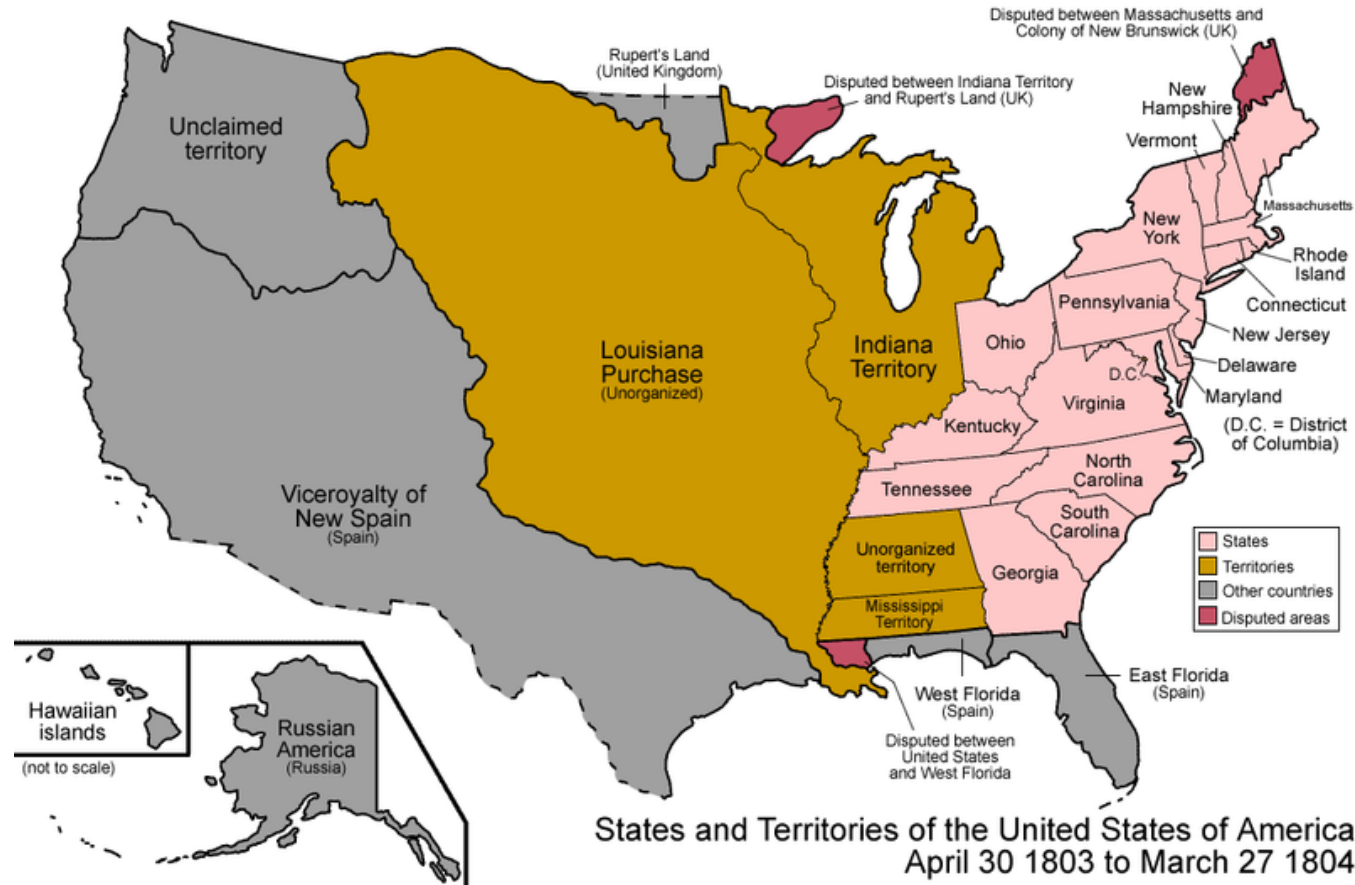 Disputed between Massachusetts and
Colony of New Brunswick (UK)
Rupert's Land
(United Kingdom)
Disputed between Indiana Territory
and Rupert's Land (UK)
New
Hampshire
Vermont
Unclaimed
territory
Massachusetts
New
York
Rhode
Island
Connecticut
Pennsylvania
New Jersey
Ohio
Indiana
Territory
Louisiana
Purchase
(Unorganized)
Delaware
D.C.
Maryland
Virginia
(D.C. = District
of Columbia)
Kentucky
North
Carolina
Tennessee
Viceroyalty of
New Spain
(Spain)
South
Carolina
Unorganized
territory
Georgia
Mississippi
Territory
States
Territories
Other countries
Disputed areas
East Florida
(Spain)
West Florida
(Spain)
Disputed between
United States
and West Florida
Hawaiian
islands
(not to scale)
Russian
America
(Russia)
States and Territories of the United States of America
April 30 1803 to March 27 1804